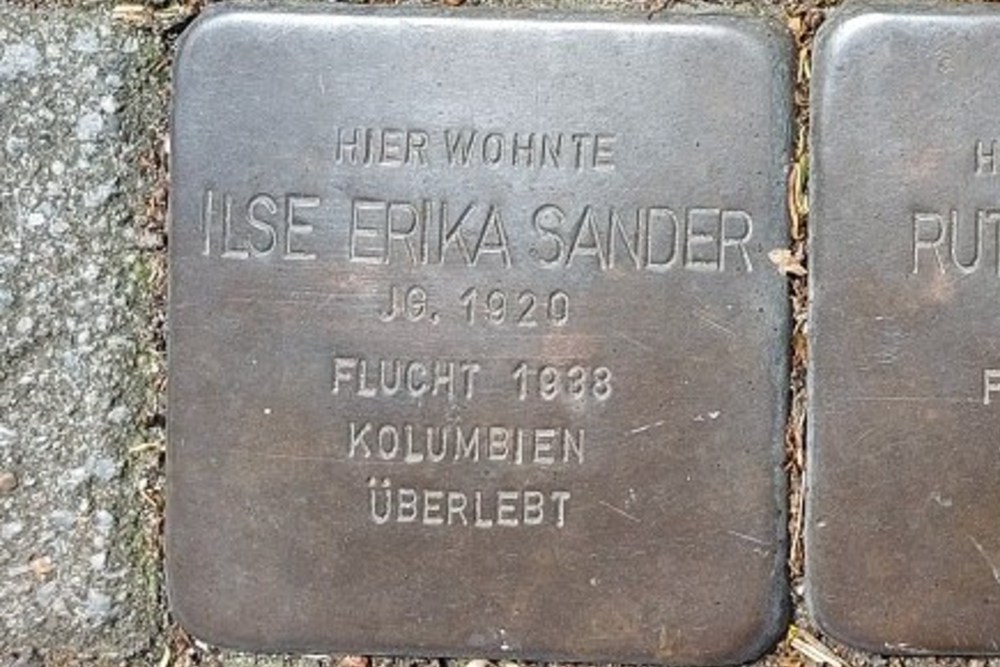 HIER WOHNTE
ILSE ERIKA SANDER
JG. 1920
FLUCHT 1938
KOLUMBIEN
ÜBERLEBT